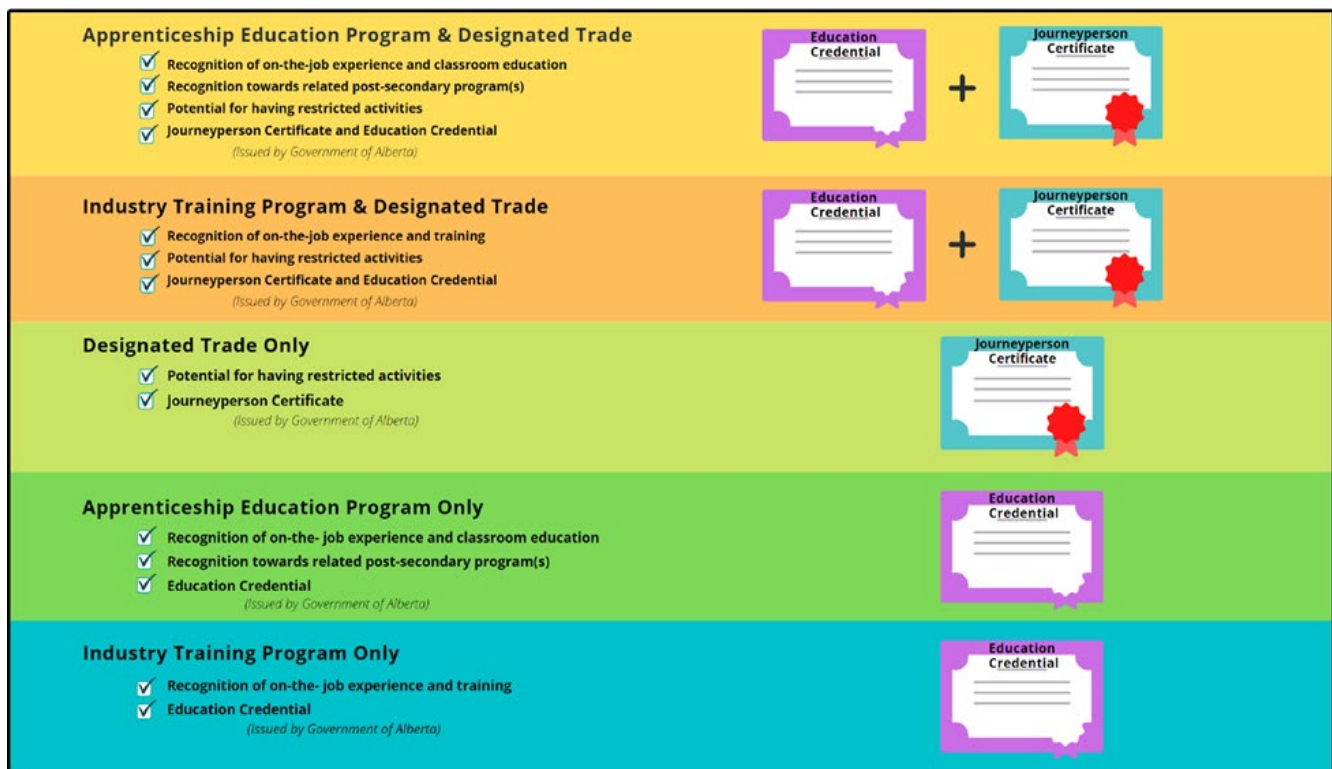 Apprenticeship Education Program & Designated Trade
Recognition of on-the-job experience and classroom education
Recognition towards related post-secondary program(s)
Potential for having restricted activities
Journeyperson Certificate and Education Credential
(Issued by Government of Alberta)
Education
Credential
+
Journeyperson
Certificate
Industry Training Program & Designated Trade
Recognition of on-the-job experience and training
Potential for having restricted activities
Journeyperson Certificate and Education Credential
(Issued by Government of Alberta)
Education
Credential
+
Journeyperson
Certificate
Designated Trade Only
Potential for having restricted activities
Journeyperson Certificate
(Issued by Government of Alberta)
Journeyperson
Certificate
Apprenticeship Education Program Only
Recognition of on-the- job experience and classroom education
Recognition towards related post-secondary program(s)
Education Credential
(Issued by Government of Alberta)
Education
Credential
Industry Training Program Only
Recognition of on-the- job experience and training
Education Credential
(Issued by Government of Alberta)
Education
Credential